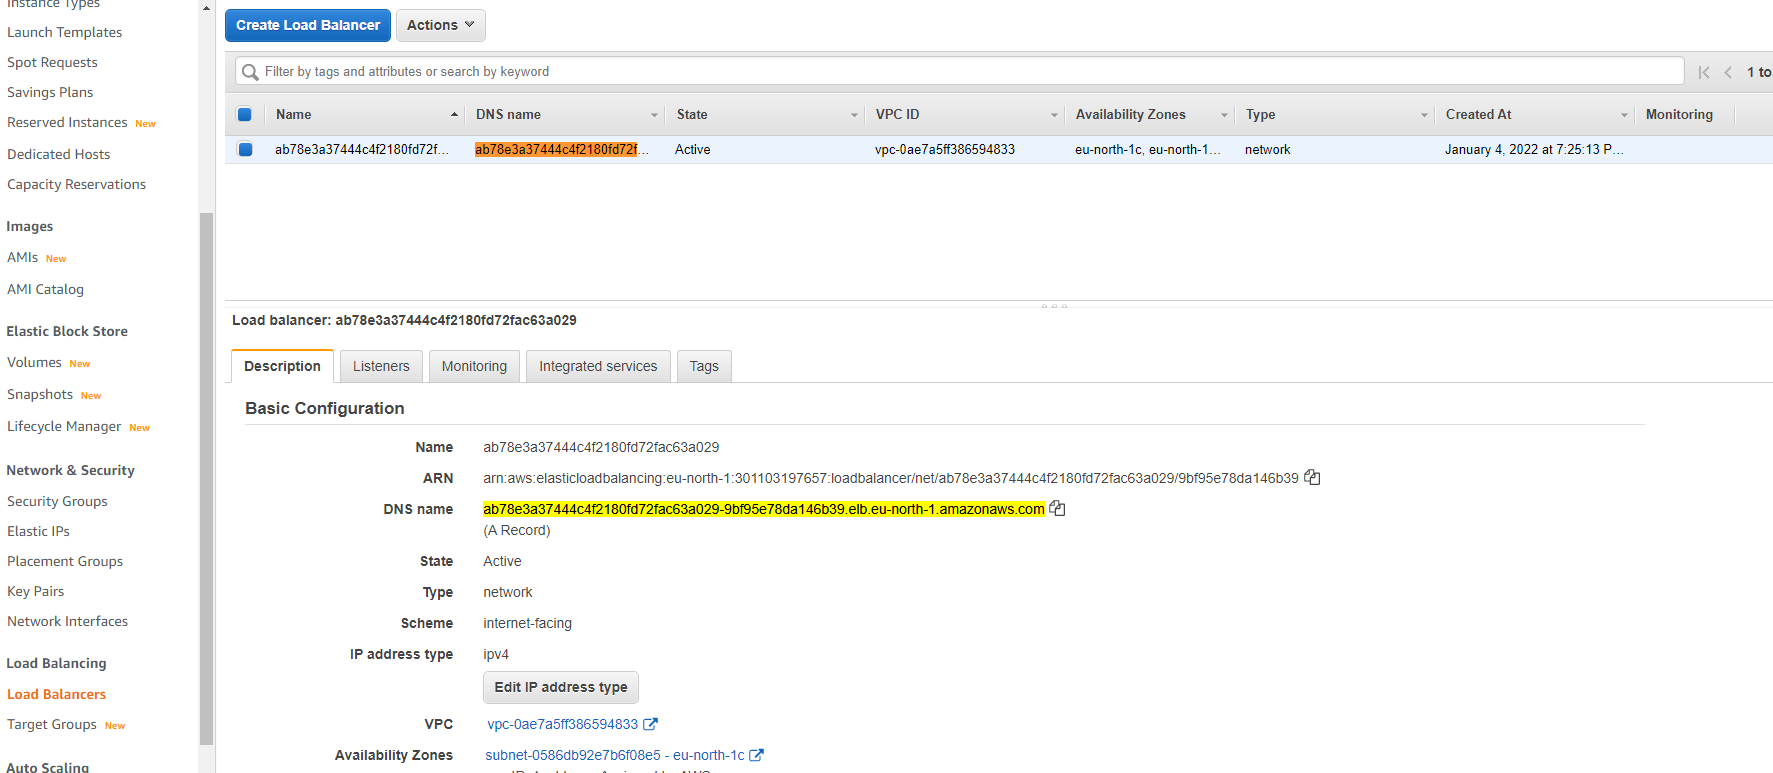 Instance Types
Launch Templates
Spot Requests
Savings Plans
Reserved Instances New
Dedicated Hosts
Capacity Reservations
Images
AMIs New
AMI Catalog
Elastic Block Store
Volumes New
Snapshots New
Lifecycle Manager New
Network & Security
Security Groups
Elastic IPs
Placement Groups
Key Pairs
Network Interfaces
Load Balancing
Load Balancers
Target Groups New
Auto Scaling
Create Load Balancer Actions
Filter by tags and attributes or search by keyword 1 to
Name DNS name State VPC ID Availability Zones Type Created At Monitoring
ab78e3a37444c4f2180fd72f... ab78e3a37444c4f2180fd72f... Active vpc-0ae7a5ff386594833 eu-north-1c, eu-north-1... network January 4, 2022 at 7:25:13 P...
Load balancer: ab78e3a37444c4f2180fd72fac63a029
Description Listeners Monitoring Integrated services Tags
Basic Configuration
Name ab78e3a37444c4f2180fd72fac63a029
ARN arn:aws:elasticloadbalancing:eu-north-1:301103197657:loadbalancer/net/ab78e3a37444c4f2180fd72fac63a029/9bf95e78da146b39
DNS name ab78e3a37444c4f2180fd72fac63a029-9bf95e78da146b39.elb.eu-north-1.amazonaws.com
(A Record)
State Active
Type network
Scheme internet-facing
IP address type ipv4
Edit IP address type
VPC vpc-0ae7a5ff386594833
Availability Zones subnet-0586db92e7b6f08e5 - eu-north-1c